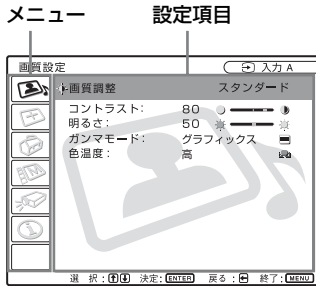 メニュー 設定項目
画質設定 入力 A
画質調整 スタンダード
コントラスト: 80
明るさ: 50
ガンマモード: グラフィックス
色温度: 高
選 択: 決定: ENTER 戻る: 終了: MENU